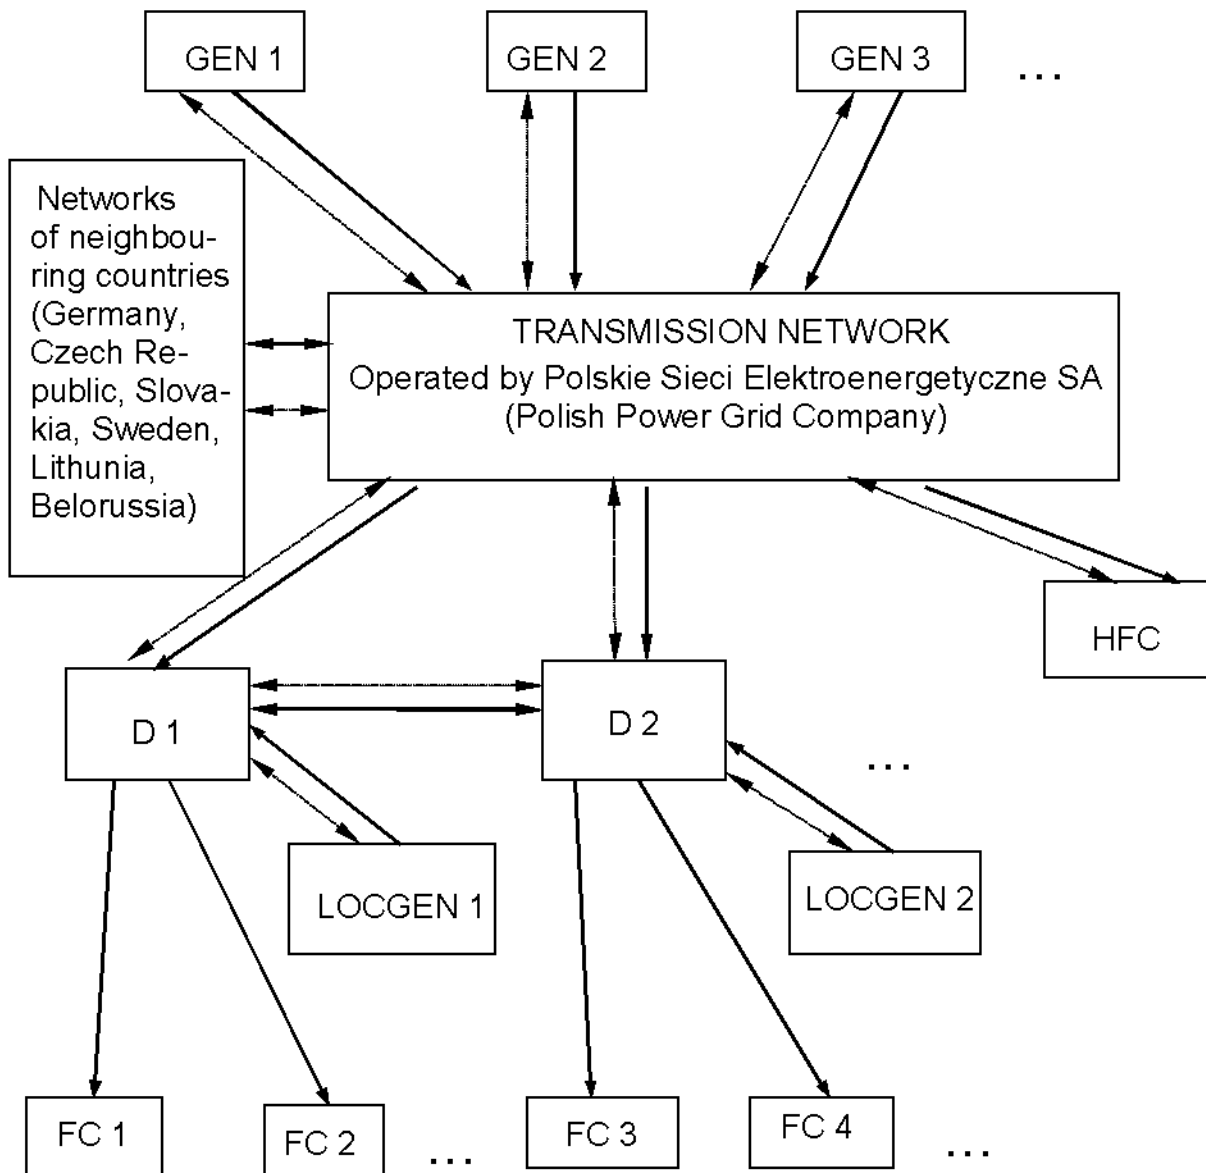 GEN 1
GEN 2
GEN 3
...
Networks
of neighbou-
ring countries
(Germany,
Czech Re-
public, Slova-
kia, Sweden,
Lithunia,
Belorussia)
TRANSMISSION NETWORK
Operated by Polskie Sieci Elektroenergetyczne SA
(Polish Power Grid Company)
HFC
D 1
D 2
...
LOCGEN 1
LOCGEN 2
FC 1
FC 2
...
FC 3
FC 4
...